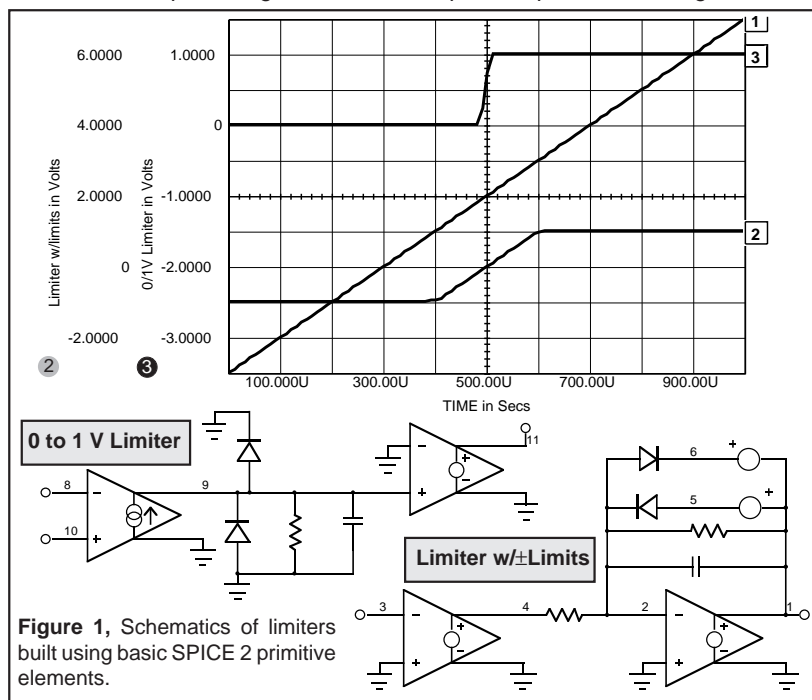 1
3
2
6.0000 1.0000
4.0000 0
2.0000 -1.0000
0 -2.0000
-2.0000 -3.0000
Limiter w/limits in Volts
0/1V Limiter in Volts
2 3
100.000U 300.00U 500.00U 700.00U 900.00U
TIME in Secs
0 to 1 V Limiter
8 - 9 - + 11
10 + +
Limiter w/±Limits
6 +
5 +
3 - + 4 2 - + 1
+ +
Figure 1, Schematics of limiters
built using basic SPICE 2 primitive
elements.